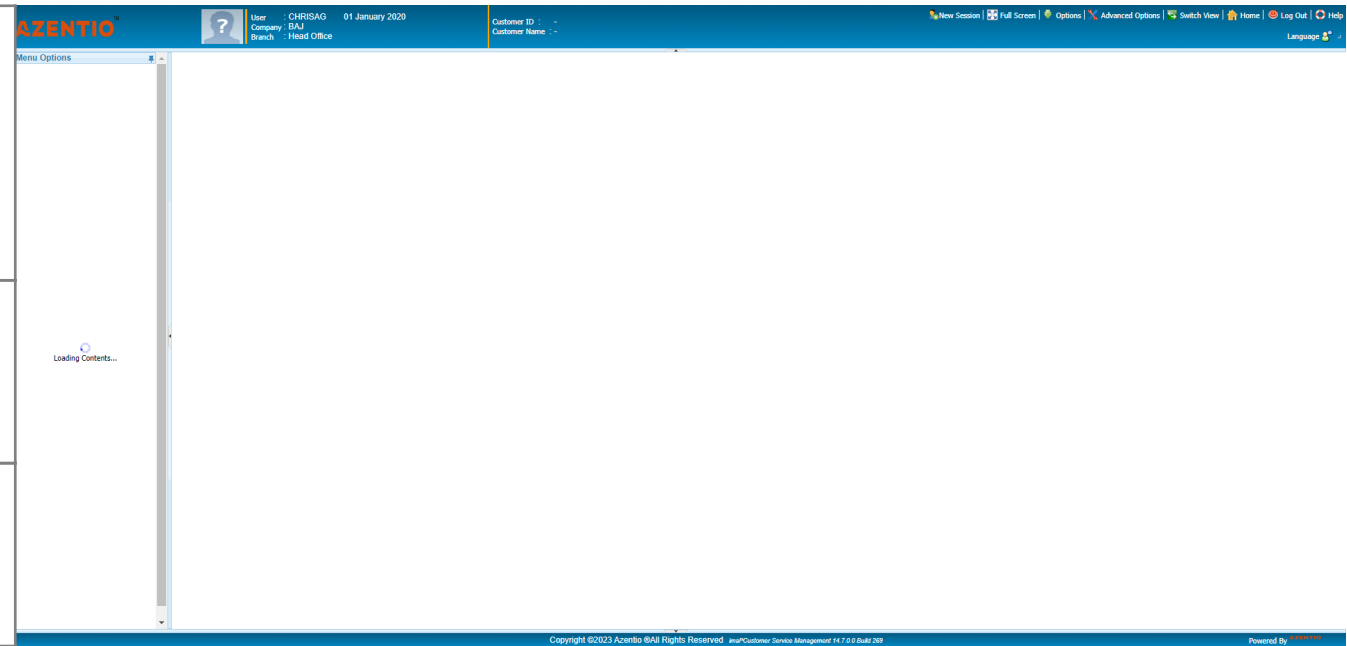 AZENTIO™
User : CHRISAG 01 January 2020
Company : BAJ
Branch : Head Office
Customer ID : -
Customer Name : -
New Session | Full Screen | Options | Advanced Options | Switch View | Home | Log Out | Help
Language
Menu Options
Loading Contents...
Copyright ©2023 Azentio ®All Rights Reserved imal®Customer Service Management 14.7.0.0 Build 269
Powered By AZENTIO